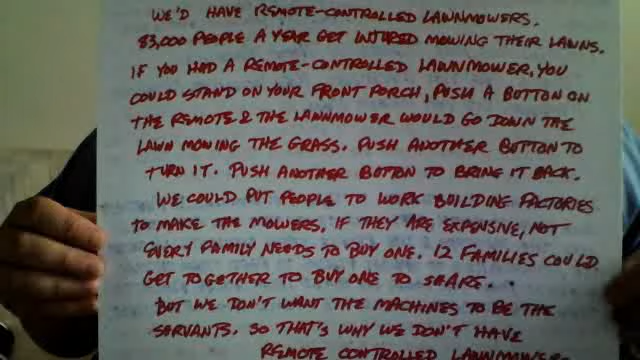 WE'D HAVE REMOTE-CONTROLLED LAWNMOWERS.
83,000 PEOPLE A YEAR GET INJURED MOWING THEIR LAWNS.
IF YOU HAD A REMOTE-CONTROLLED LAWNMOWER, YOU
COULD STAND ON YOUR FRONT PORCH, PUSH A BUTTON ON
THE REMOTE & THE LAWNMOWER WOULD GO DOWN THE
LAWN MOWING THE GRASS. PUSH ANOTHER BUTTON TO
TURN IT. PUSH ANOTHER BUTTON TO BRING IT BACK.
WE COULD PUT PEOPLE TO WORK BUILDING FACTORIES
TO MAKE THE MOWERS. IF THEY ARE EXPENSIVE, NOT
EVERY FAMILY NEEDS TO BUY ONE. 12 FAMILIES COULD
GET TOGETHER TO BUY ONE TO SHARE.
BUT WE DON'T WANT THE MACHINES TO BE THE
SERVANTS. SO THAT'S WHY WE DON'T HAVE
REMOTE CONTROLLED LAWNMOWERS